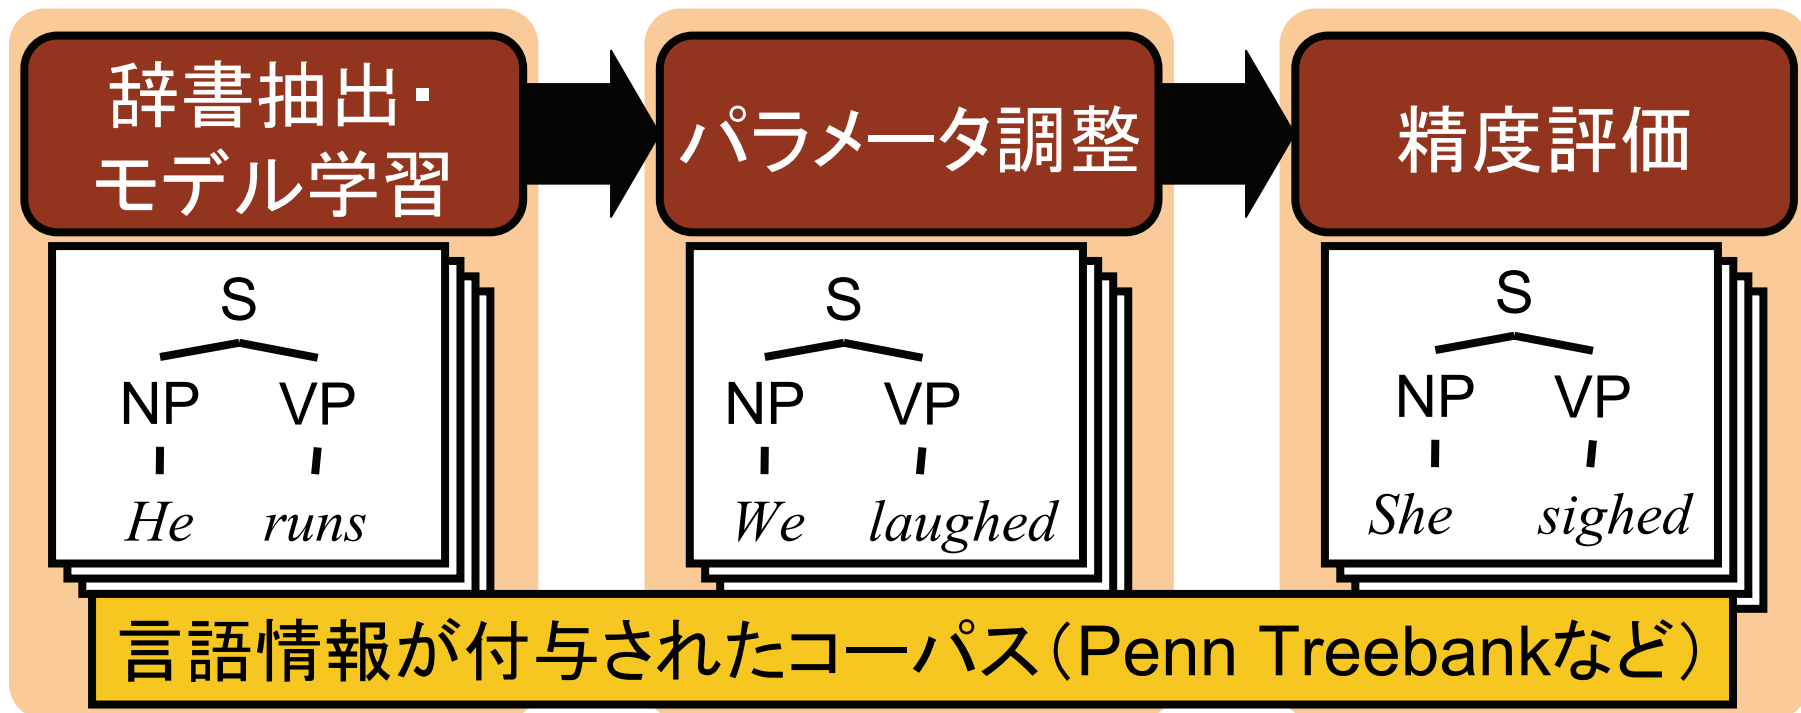 辞書抽出・
モデル学習
パラメータ調整
精度評価
S
NP VP
He runs
S
NP VP
We laughed
S
NP VP
She sighed
言語情報が付与されたコーパス（Penn Treebankなど）